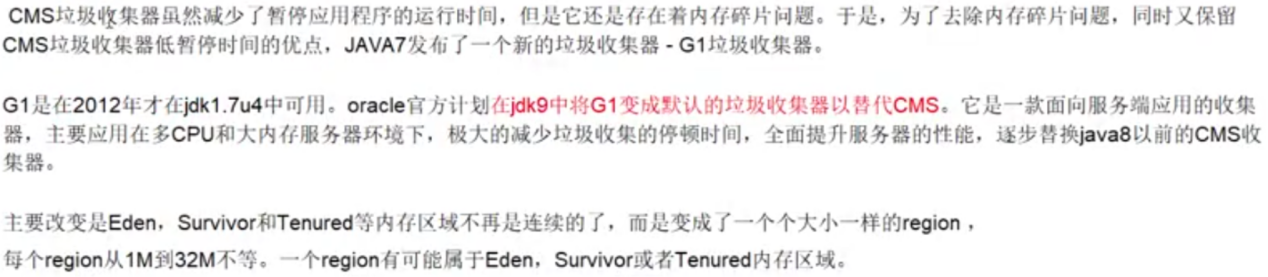 CMS垃圾收集器虽然减少了暂停应用程序的运行时间，但是它还是存在着内存碎片问题。于是，为了去除内存碎片问题，同时又保留
CMS垃圾收集器低暂停时间的优点，JAVA7发布了一个新的垃圾收集器 - G1垃圾收集器。
G1是在2012年才在jdk1.7u4中可用。oracle官方计划在jdk9中将G1变成默认的垃圾收集器以替代CMS。它是一款面向服务端应用的收集
器，主要应用在多CPU和大内存服务器环境下，极大的减少垃圾收集的停顿时间，全面提升服务器的性能，逐步替换java8以前的CMS收
集器。
主要改变是Eden，Survivor和Tenured等内存区域不再是连续的了，而是变成了一个个大小一样的region ，
每个region从1M到32M不等。一个region有可能属于Eden，Survivor或者Tenured内存区域。